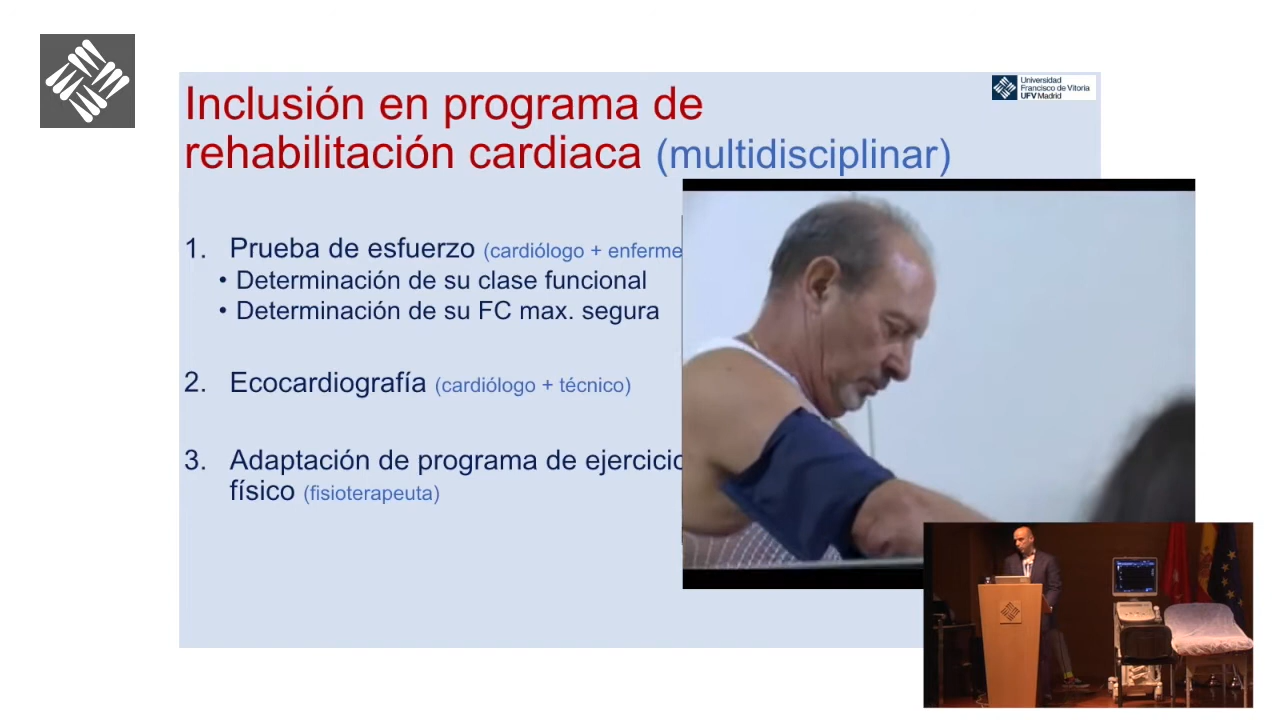 Inclusión en programa de
rehabilitación cardiaca (multidisciplinar)
Universidad
Francisco de Vitoria
UFV Madrid
1. Prueba de esfuerzo (cardiólogo + enferme
• Determinación de su clase funcional
• Determinación de su FC max. segura
2. Ecocardiografía (cardiólogo + técnico)
3. Adaptación de programa de ejercicio
físico (fisioterapeuta)